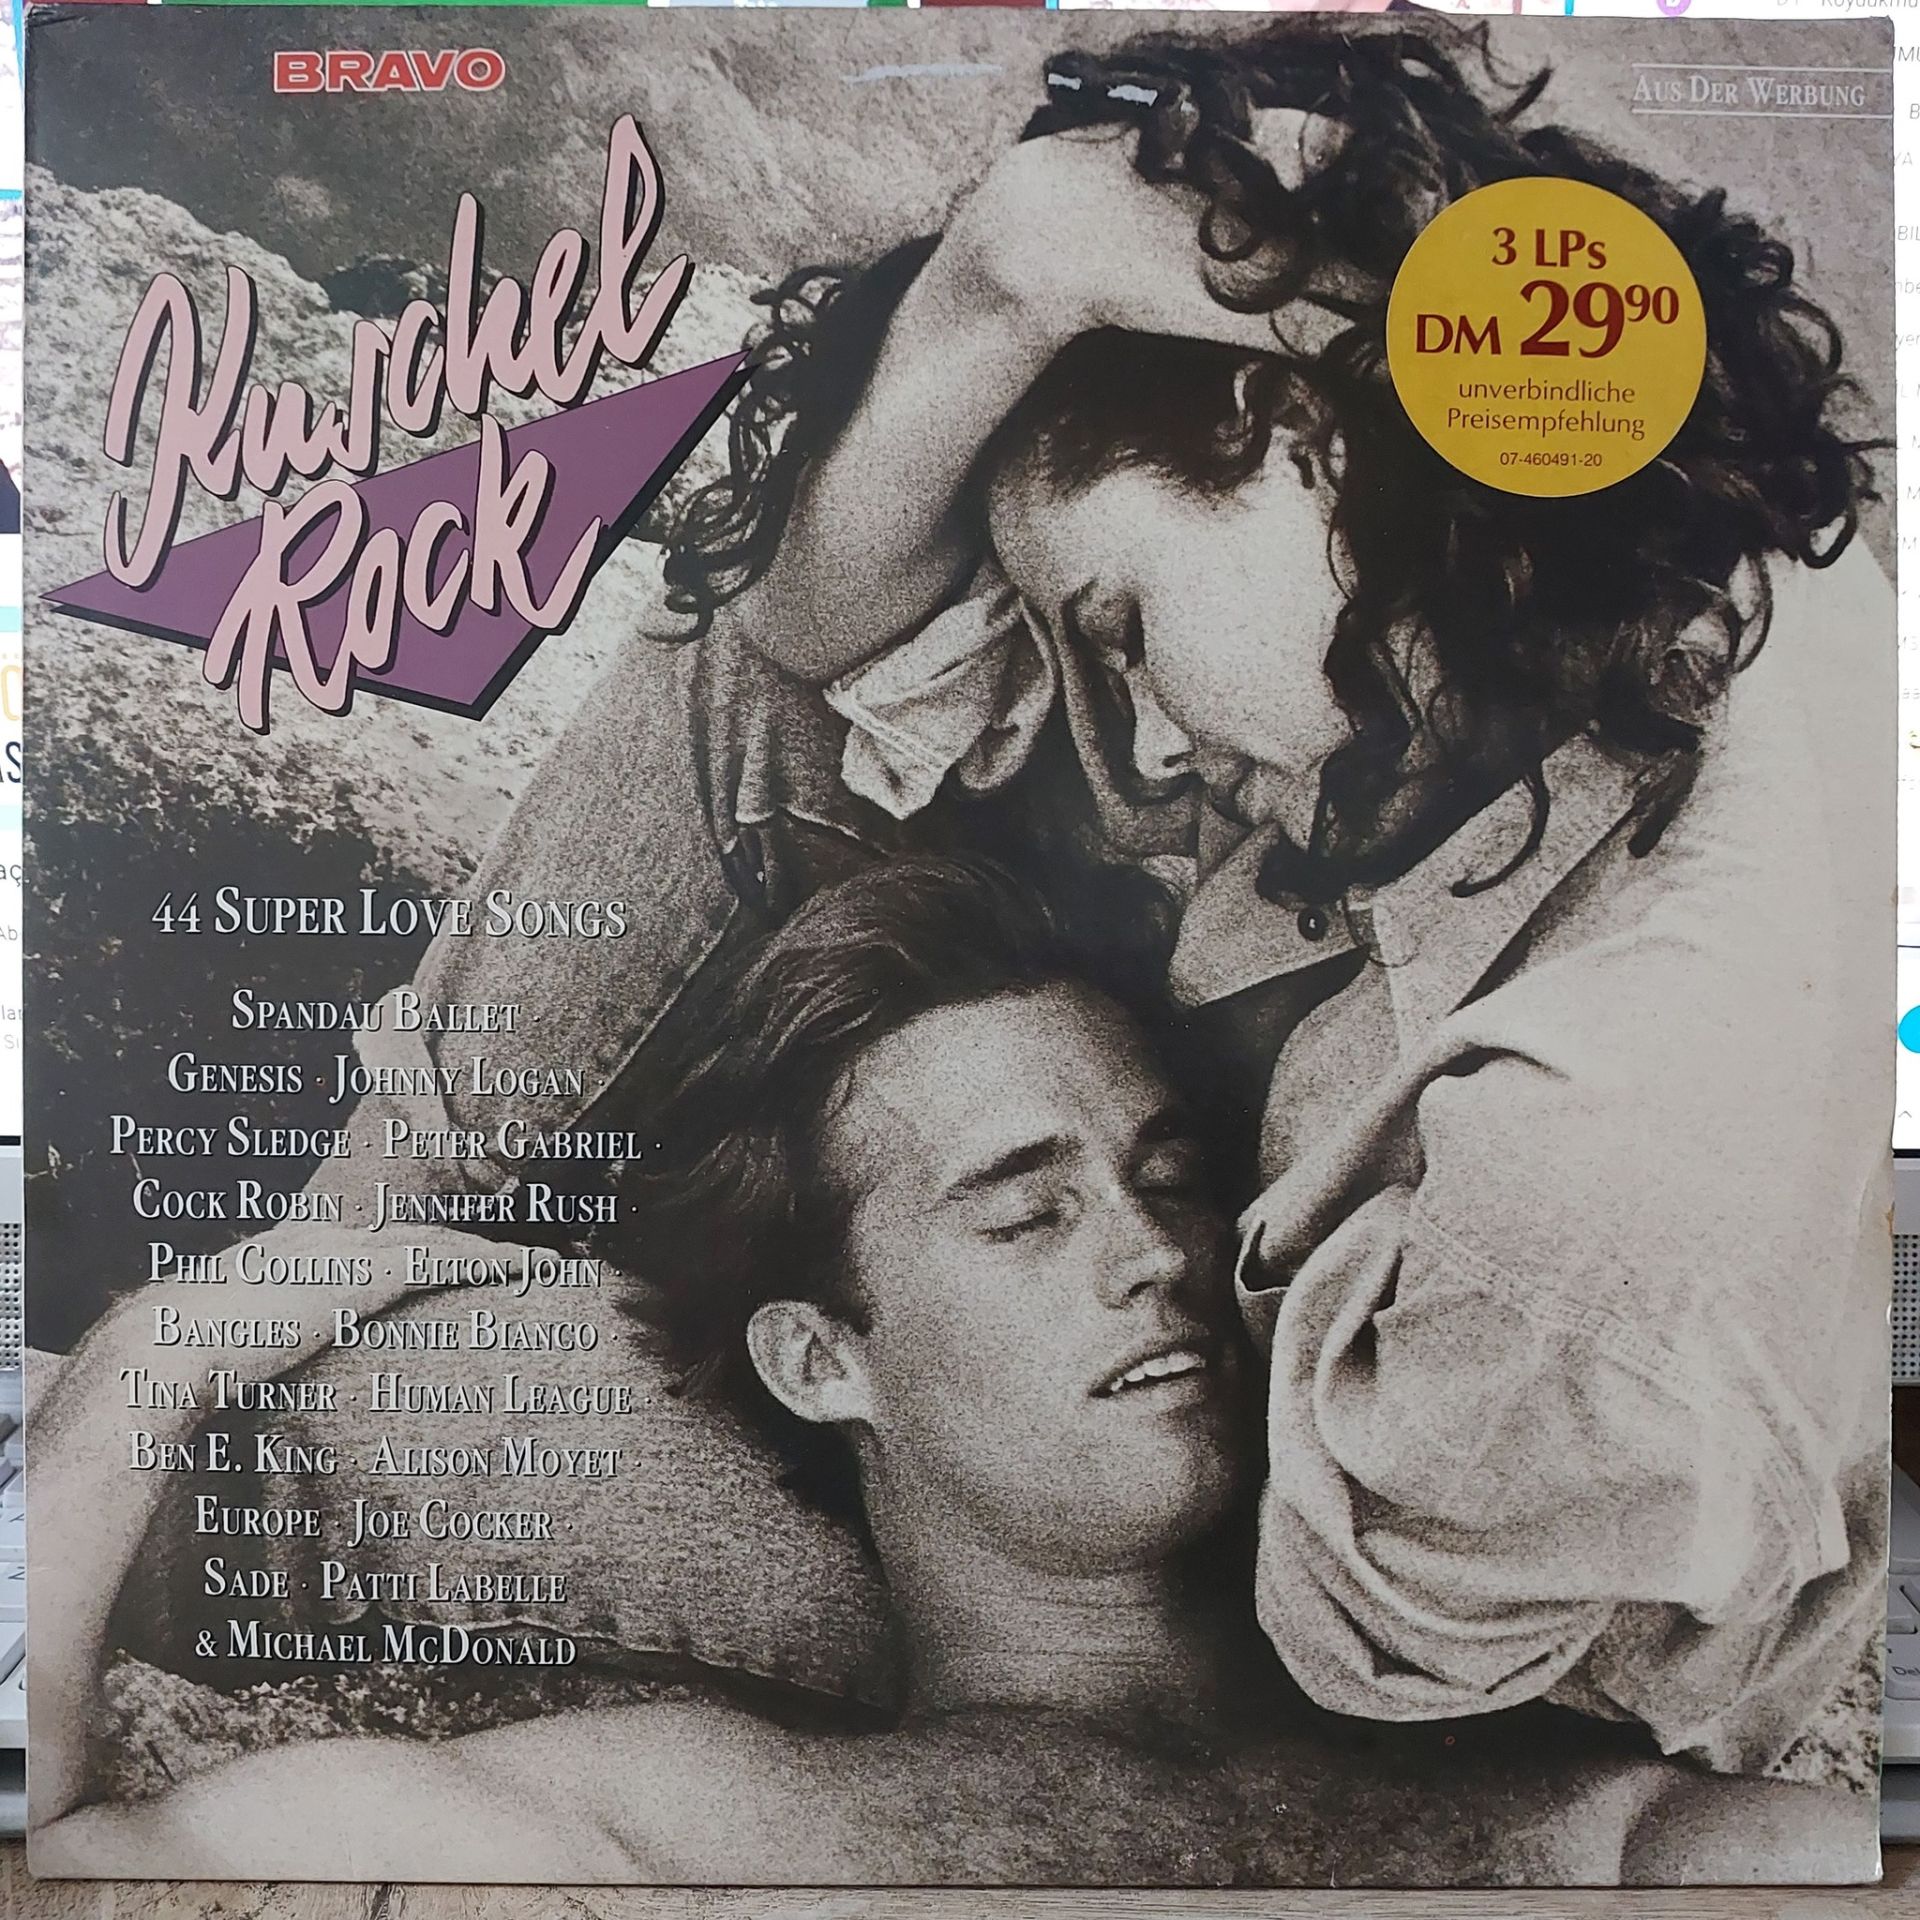 BRAVO
AUS DER WERBUNG
Kuschel
Rock
3 LPs
DM 29⁹⁰
unverbindliche
Preisempfehlung
07-460491-20
44 SUPER LOVE SONGS
SPANDAU BALLET ·
GENESIS · JOHNNY LOGAN ·
PERCY SLEDGE · PETER GABRIEL ·
COCK ROBIN · JENNIFER RUSH ·
PHIL COLLINS · ELTON JOHN ·
BANGLES · BONNIE BIANCO ·
TINA TURNER · HUMAN LEAGUE ·
BEN E. KING · ALISON MOYET ·
EUROPE · JOE COCKER ·
SADE · PATTI LABELLE
& MICHAEL MCDONALD